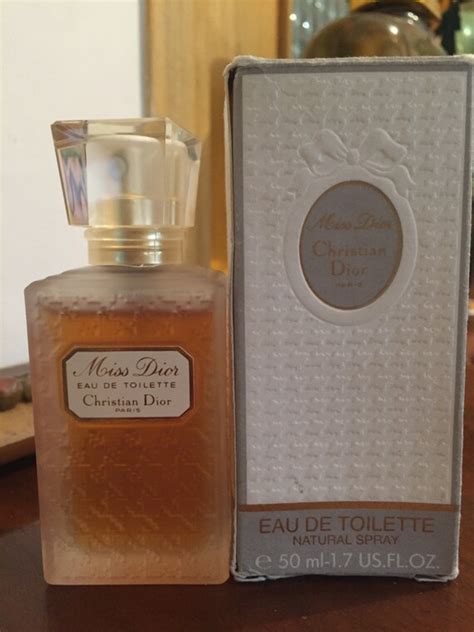 Miss Dior
EAU DE TOILETTE
Christian Dior
PARIS
Miss Dior
Christian
Dior
PARIS
EAU DE TOILETTE
NATURAL SPRAY
e 50 ml-1.7 US.FL.OZ.